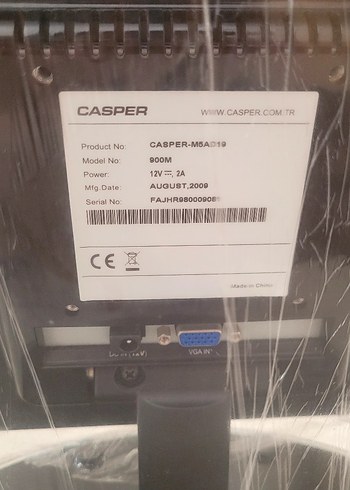 CASPER
WWW.CASPER.COM.TR
Product No: CASPER-M5AD19
Model No: 900M
Power: 12V⎓, 2A
Mfg.Date: AUGUST,2009
Serial No:
CE
Made in China
VGA IN